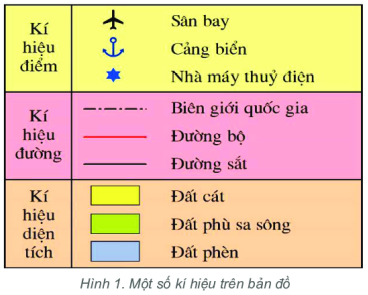 Kí
hiệu
điểm
Sân bay
Cảng biển
Nhà máy thuỷ điện
Kí
hiệu
đường
Biên giới quốc gia
Đường bộ
Đường sắt
Kí
hiệu
diện
tích
Đất cát
Đất phù sa sông
Đất phèn
Hình 1. Một số kí hiệu trên bản đồ